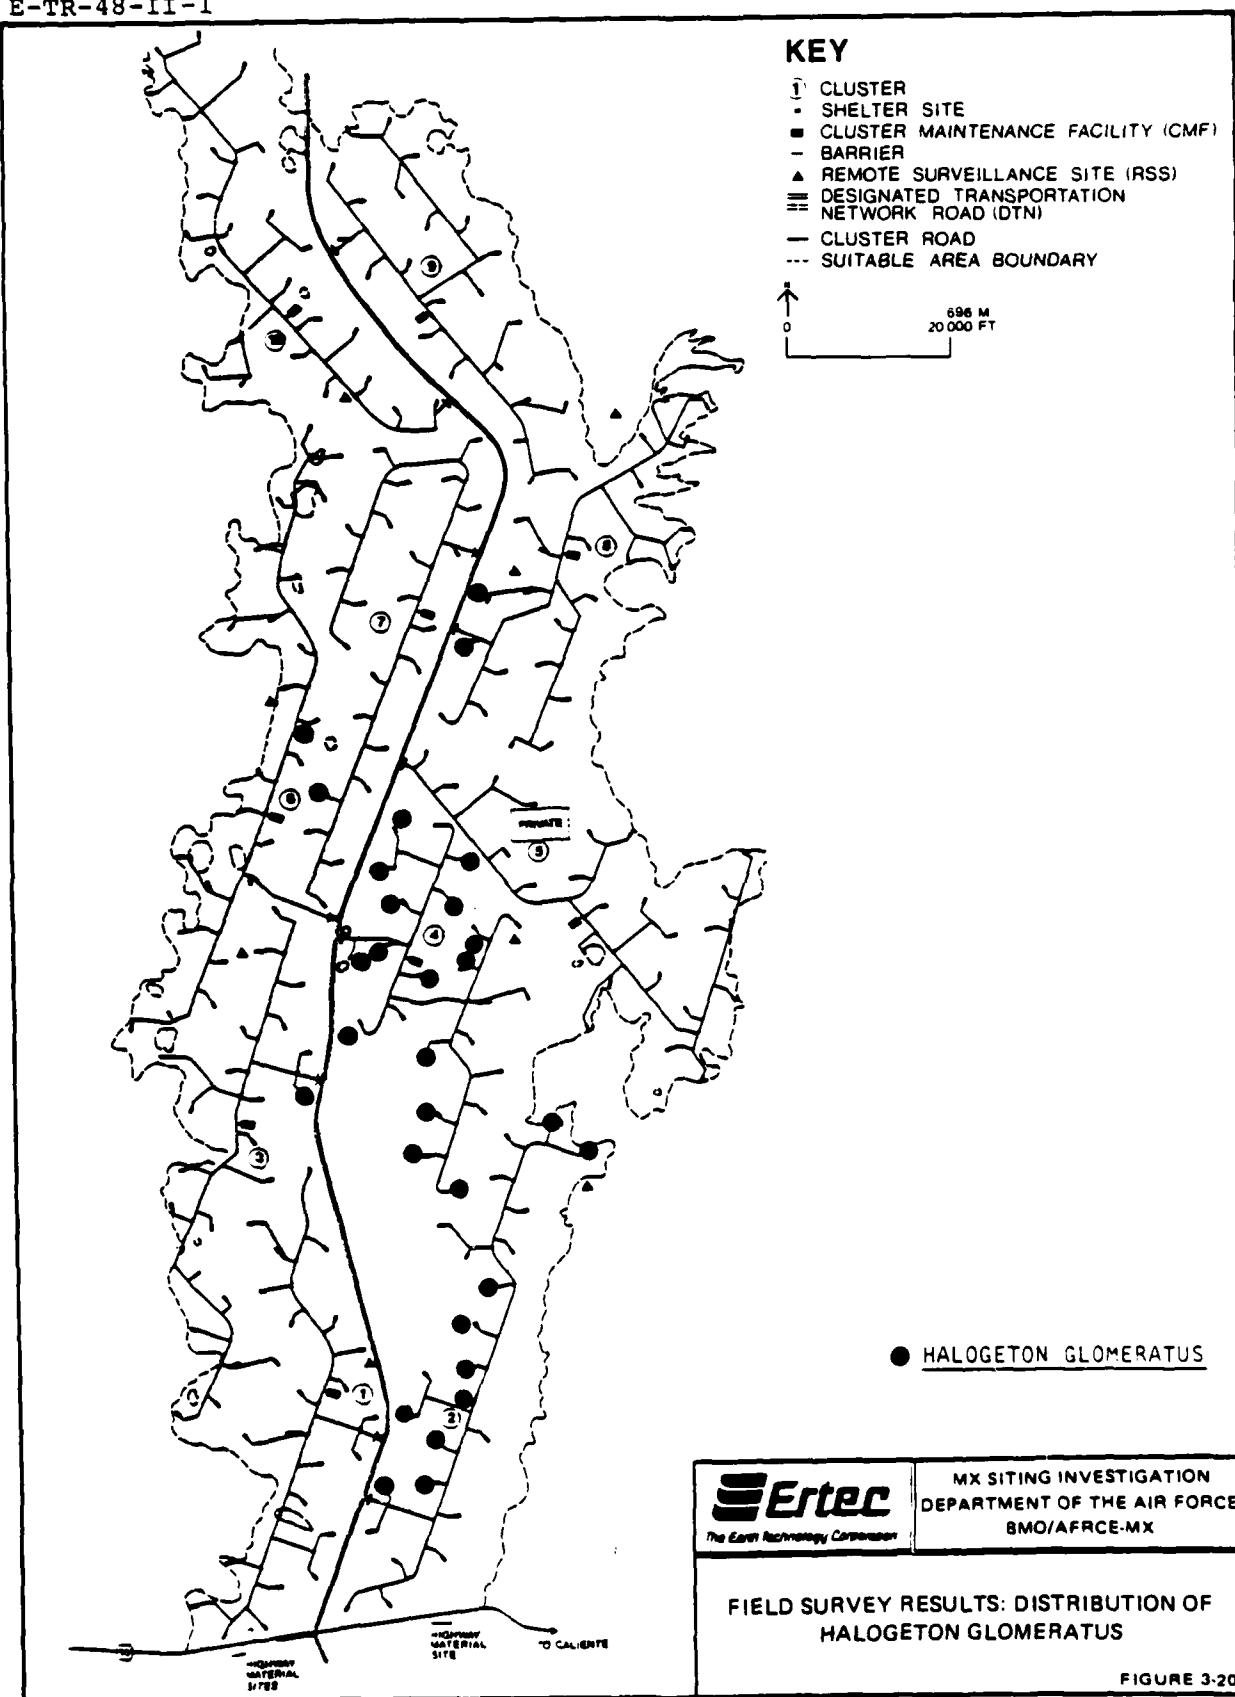 E-TR-48-II-I
KEY
1 CLUSTER
SHELTER SITE
CLUSTER MAINTENANCE FACILITY (CMF)
BARRIER
REMOTE SURVEILLANCE SITE (RSS)
DESIGNATED TRANSPORTATION
NETWORK ROAD (DTN)
CLUSTER ROAD
SUITABLE AREA BOUNDARY
N
0
696 M
20 000 FT
9
10
8
7
6
PRIVATE
5
4
3
1
2
HALOGETON GLOMERATUS
Ertec
The Earth Technology Corporation
MX SITING INVESTIGATION
DEPARTMENT OF THE AIR FORCE
BMO/AFRCE-MX
FIELD SURVEY RESULTS: DISTRIBUTION OF
HALOGETON GLOMERATUS
FIGURE 3-20
HIGHWAY
MATERIAL
SITE
TO CALIENTE
HIGHWAY
MATERIAL
SITES